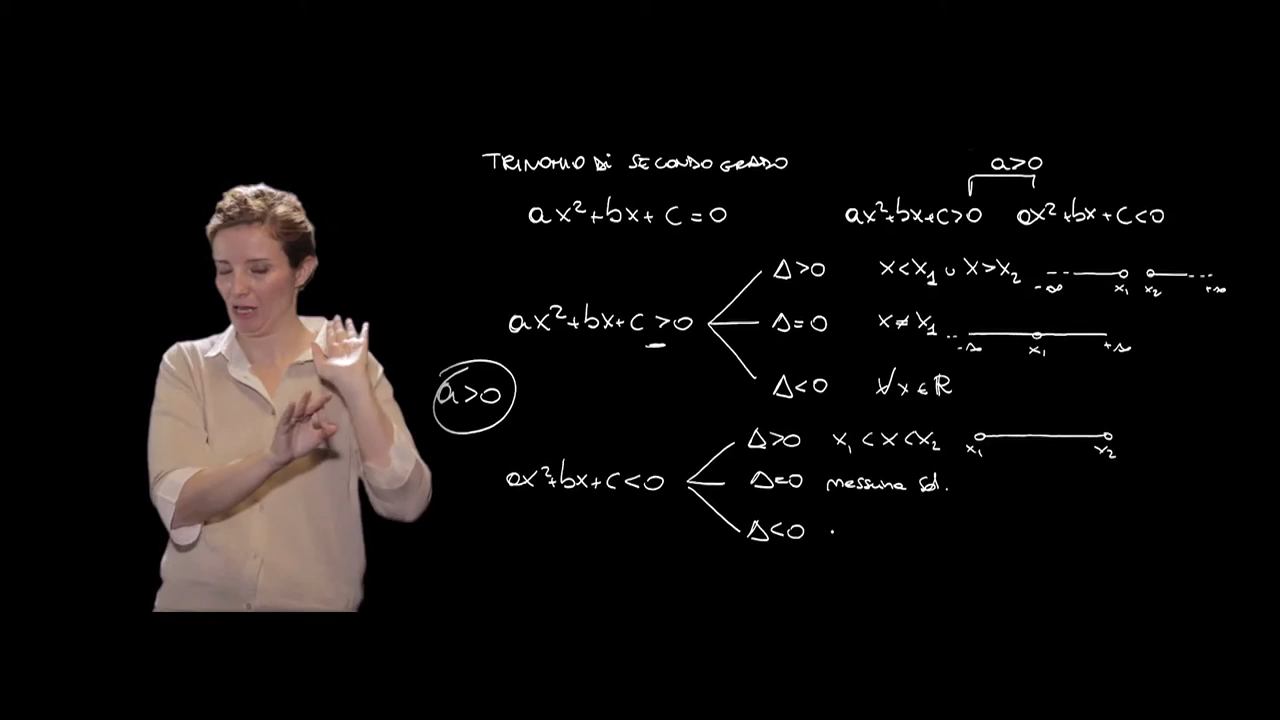 TRINOMIO DI SECONDO GRADO
a>0
ax²+bx+c=0
ax²+bx+c>0 ax²+bx+c<0
Δ>0 x<x₁ ∪ x>x₂
-∞ x₁ x₂ +∞
ax²+bx+c>0
Δ=0 x≠x₁
-∞ x₁ +∞
Δ<0 ∀x∈ℝ
a>0
Δ>0 x₁<x<x₂
x₁ x₂
ax²+bx+c<0
Δ=0 nessuna sol.
Δ<0